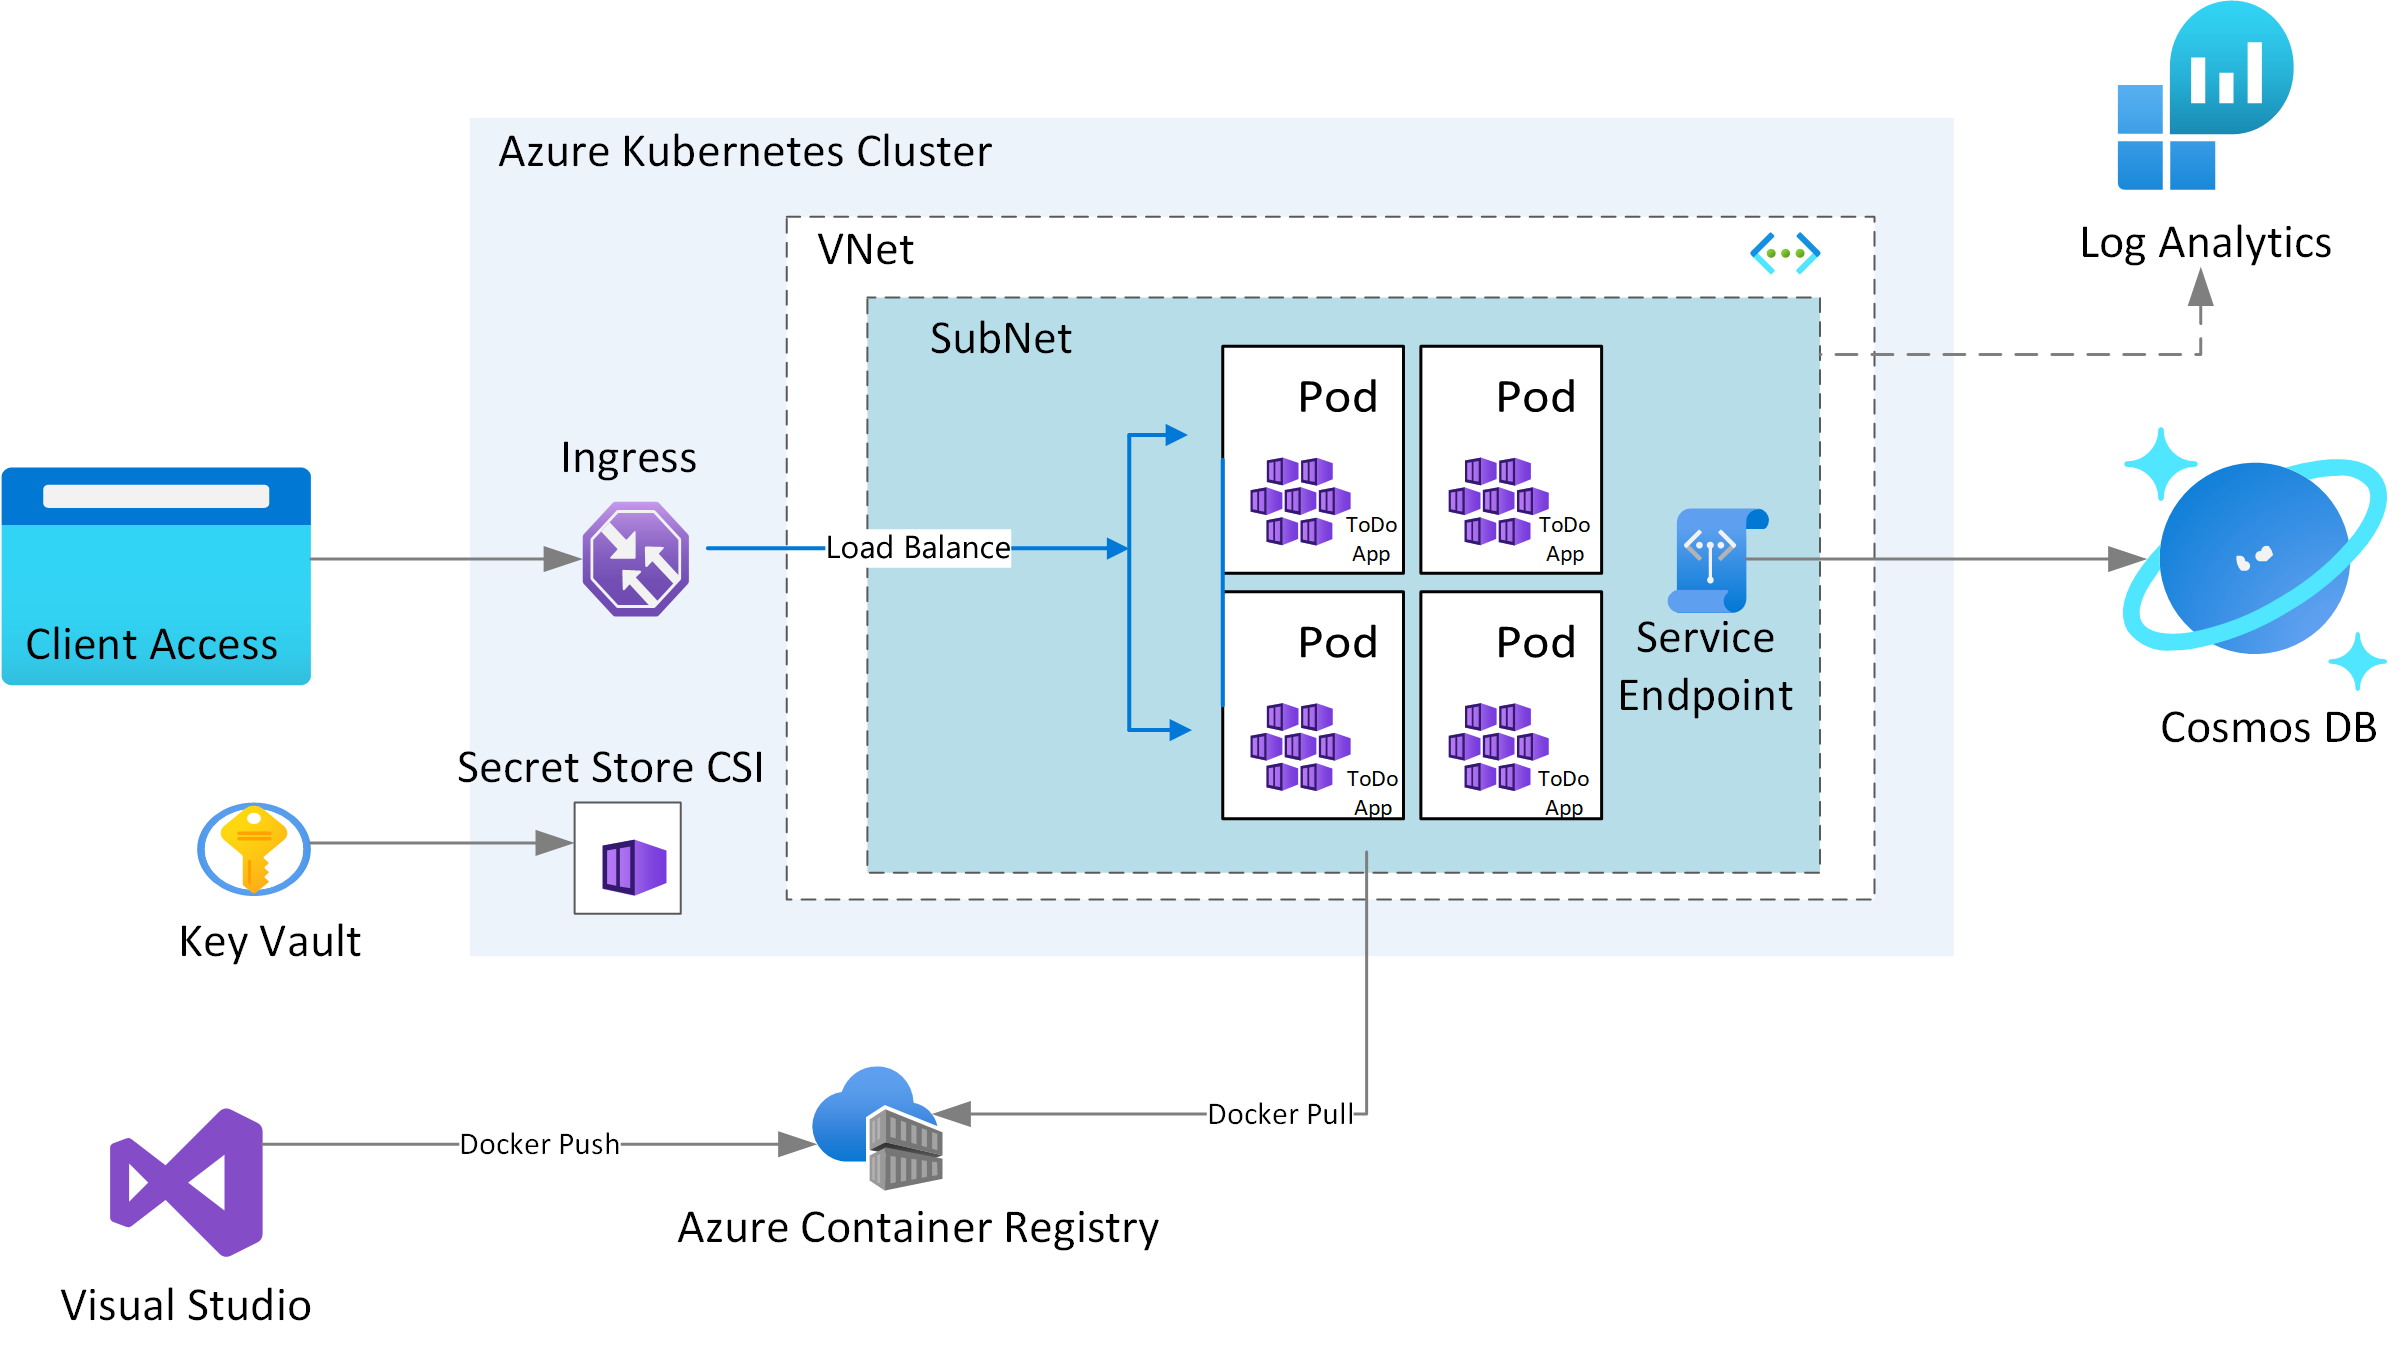 Azure Kubernetes Cluster
VNet
SubNet
Log Analytics
Pod
Pod
Ingress
Load Balance
ToDo
App
ToDo
App
Client Access
Pod
Pod
Service
Endpoint
Cosmos DB
Secret Store CSI
ToDo
App
ToDo
App
Key Vault
Docker Push
Docker Pull
Azure Container Registry
Visual Studio